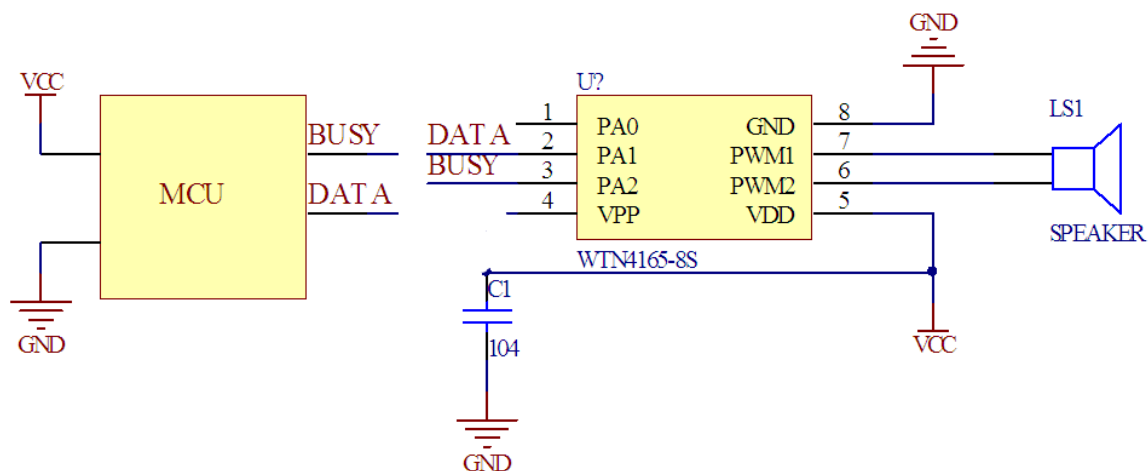 GND
VCC
U?
LS1
BUSY
DATA
MCU
DATA
BUSY
1
2
3
4
PA0
PA1
PA2
VPP
GND
PWM1
PWM2
VDD
8
7
6
5
SPEAKER
WTN4165-8S
C1
104
GND
VCC
GND